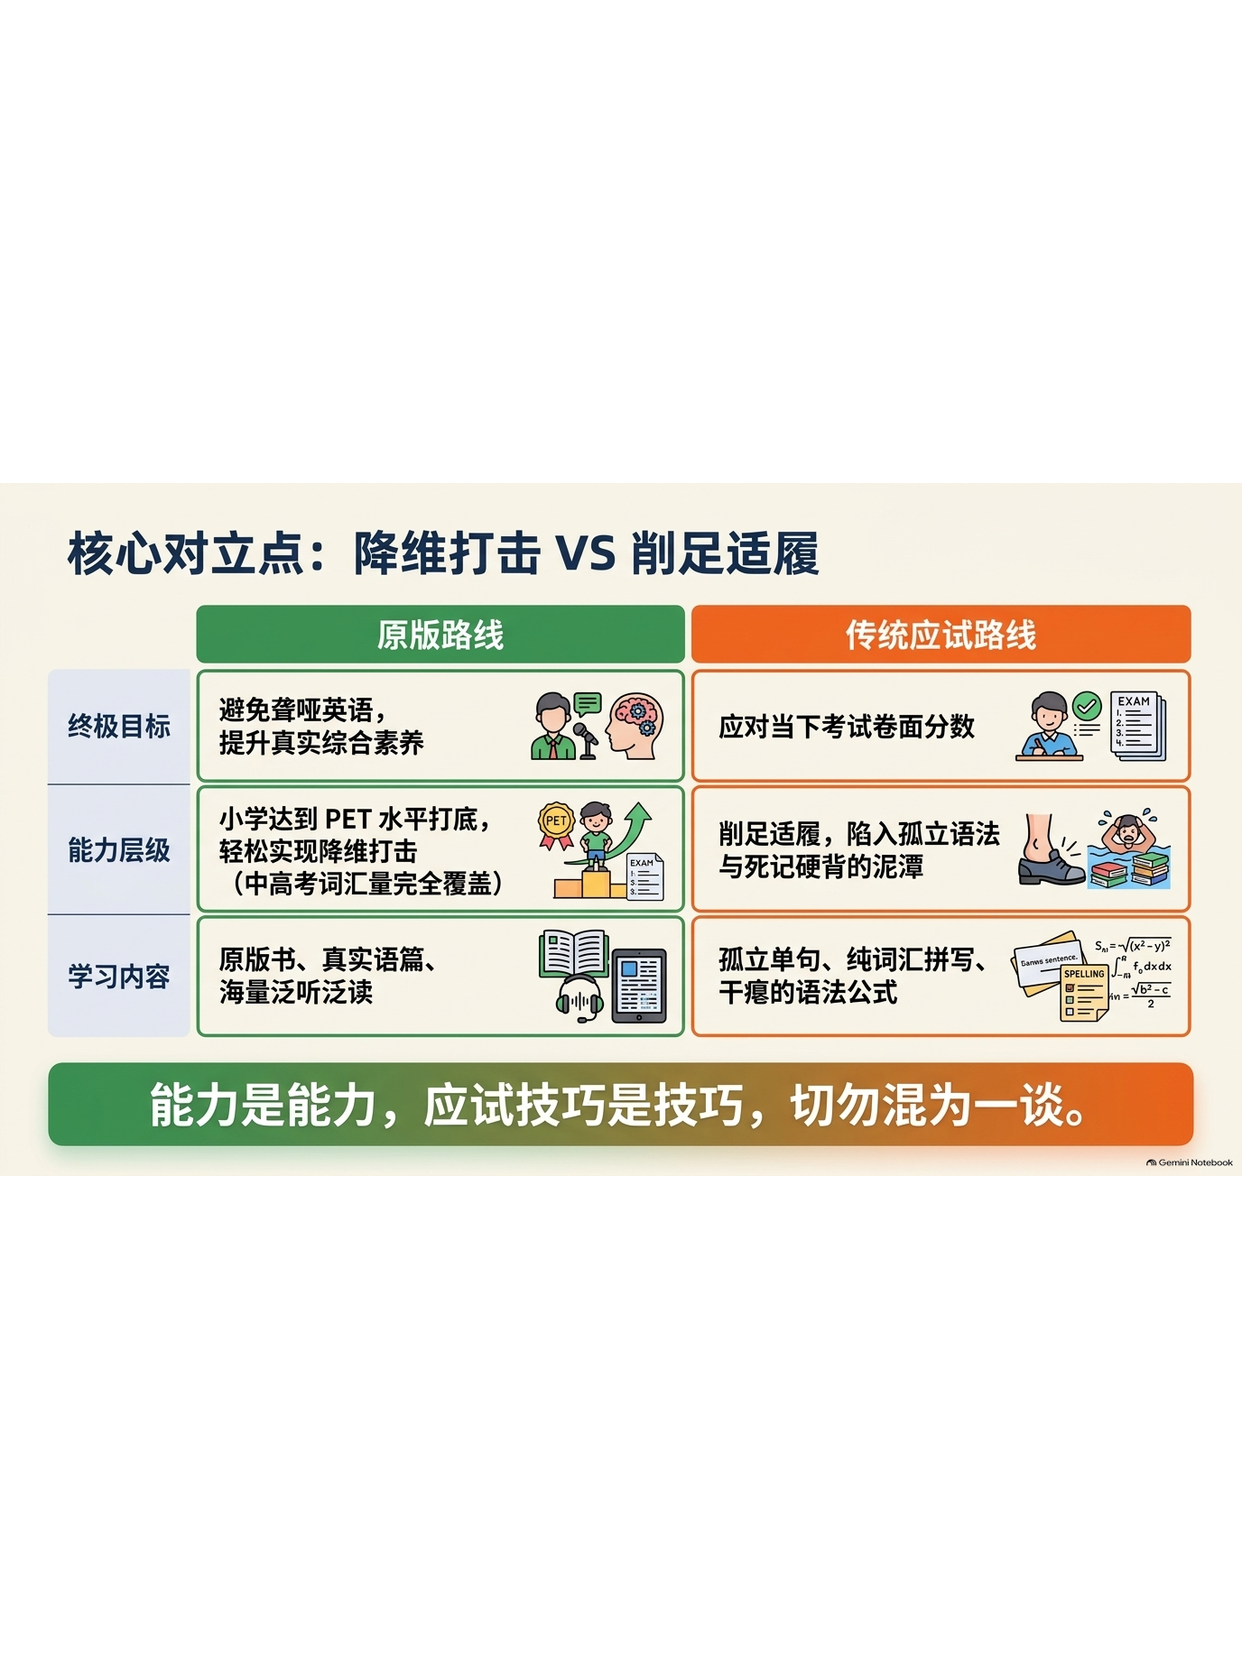 核心对立点：降维打击 VS 削足适履
原版路线
传统应试路线
终极目标
避免聋哑英语，
提升真实综合素养
应对当下考试卷面分数
EXAM
1.
2.
3.
4.
能力层级
小学达到 PET 水平打底，
轻松实现降维打击
（中高考词汇量完全覆盖）
PET
EXAM
削足适履，陷入孤立语法
与死记硬背的泥潭
学习内容
原版书、真实语篇、
海量泛听泛读
孤立单句、纯词汇拼写、
干瘪的语法公式
sentence.
SPELLING
能力是能力，应试技巧是技巧，切勿混为一谈。
Gemini Notebook